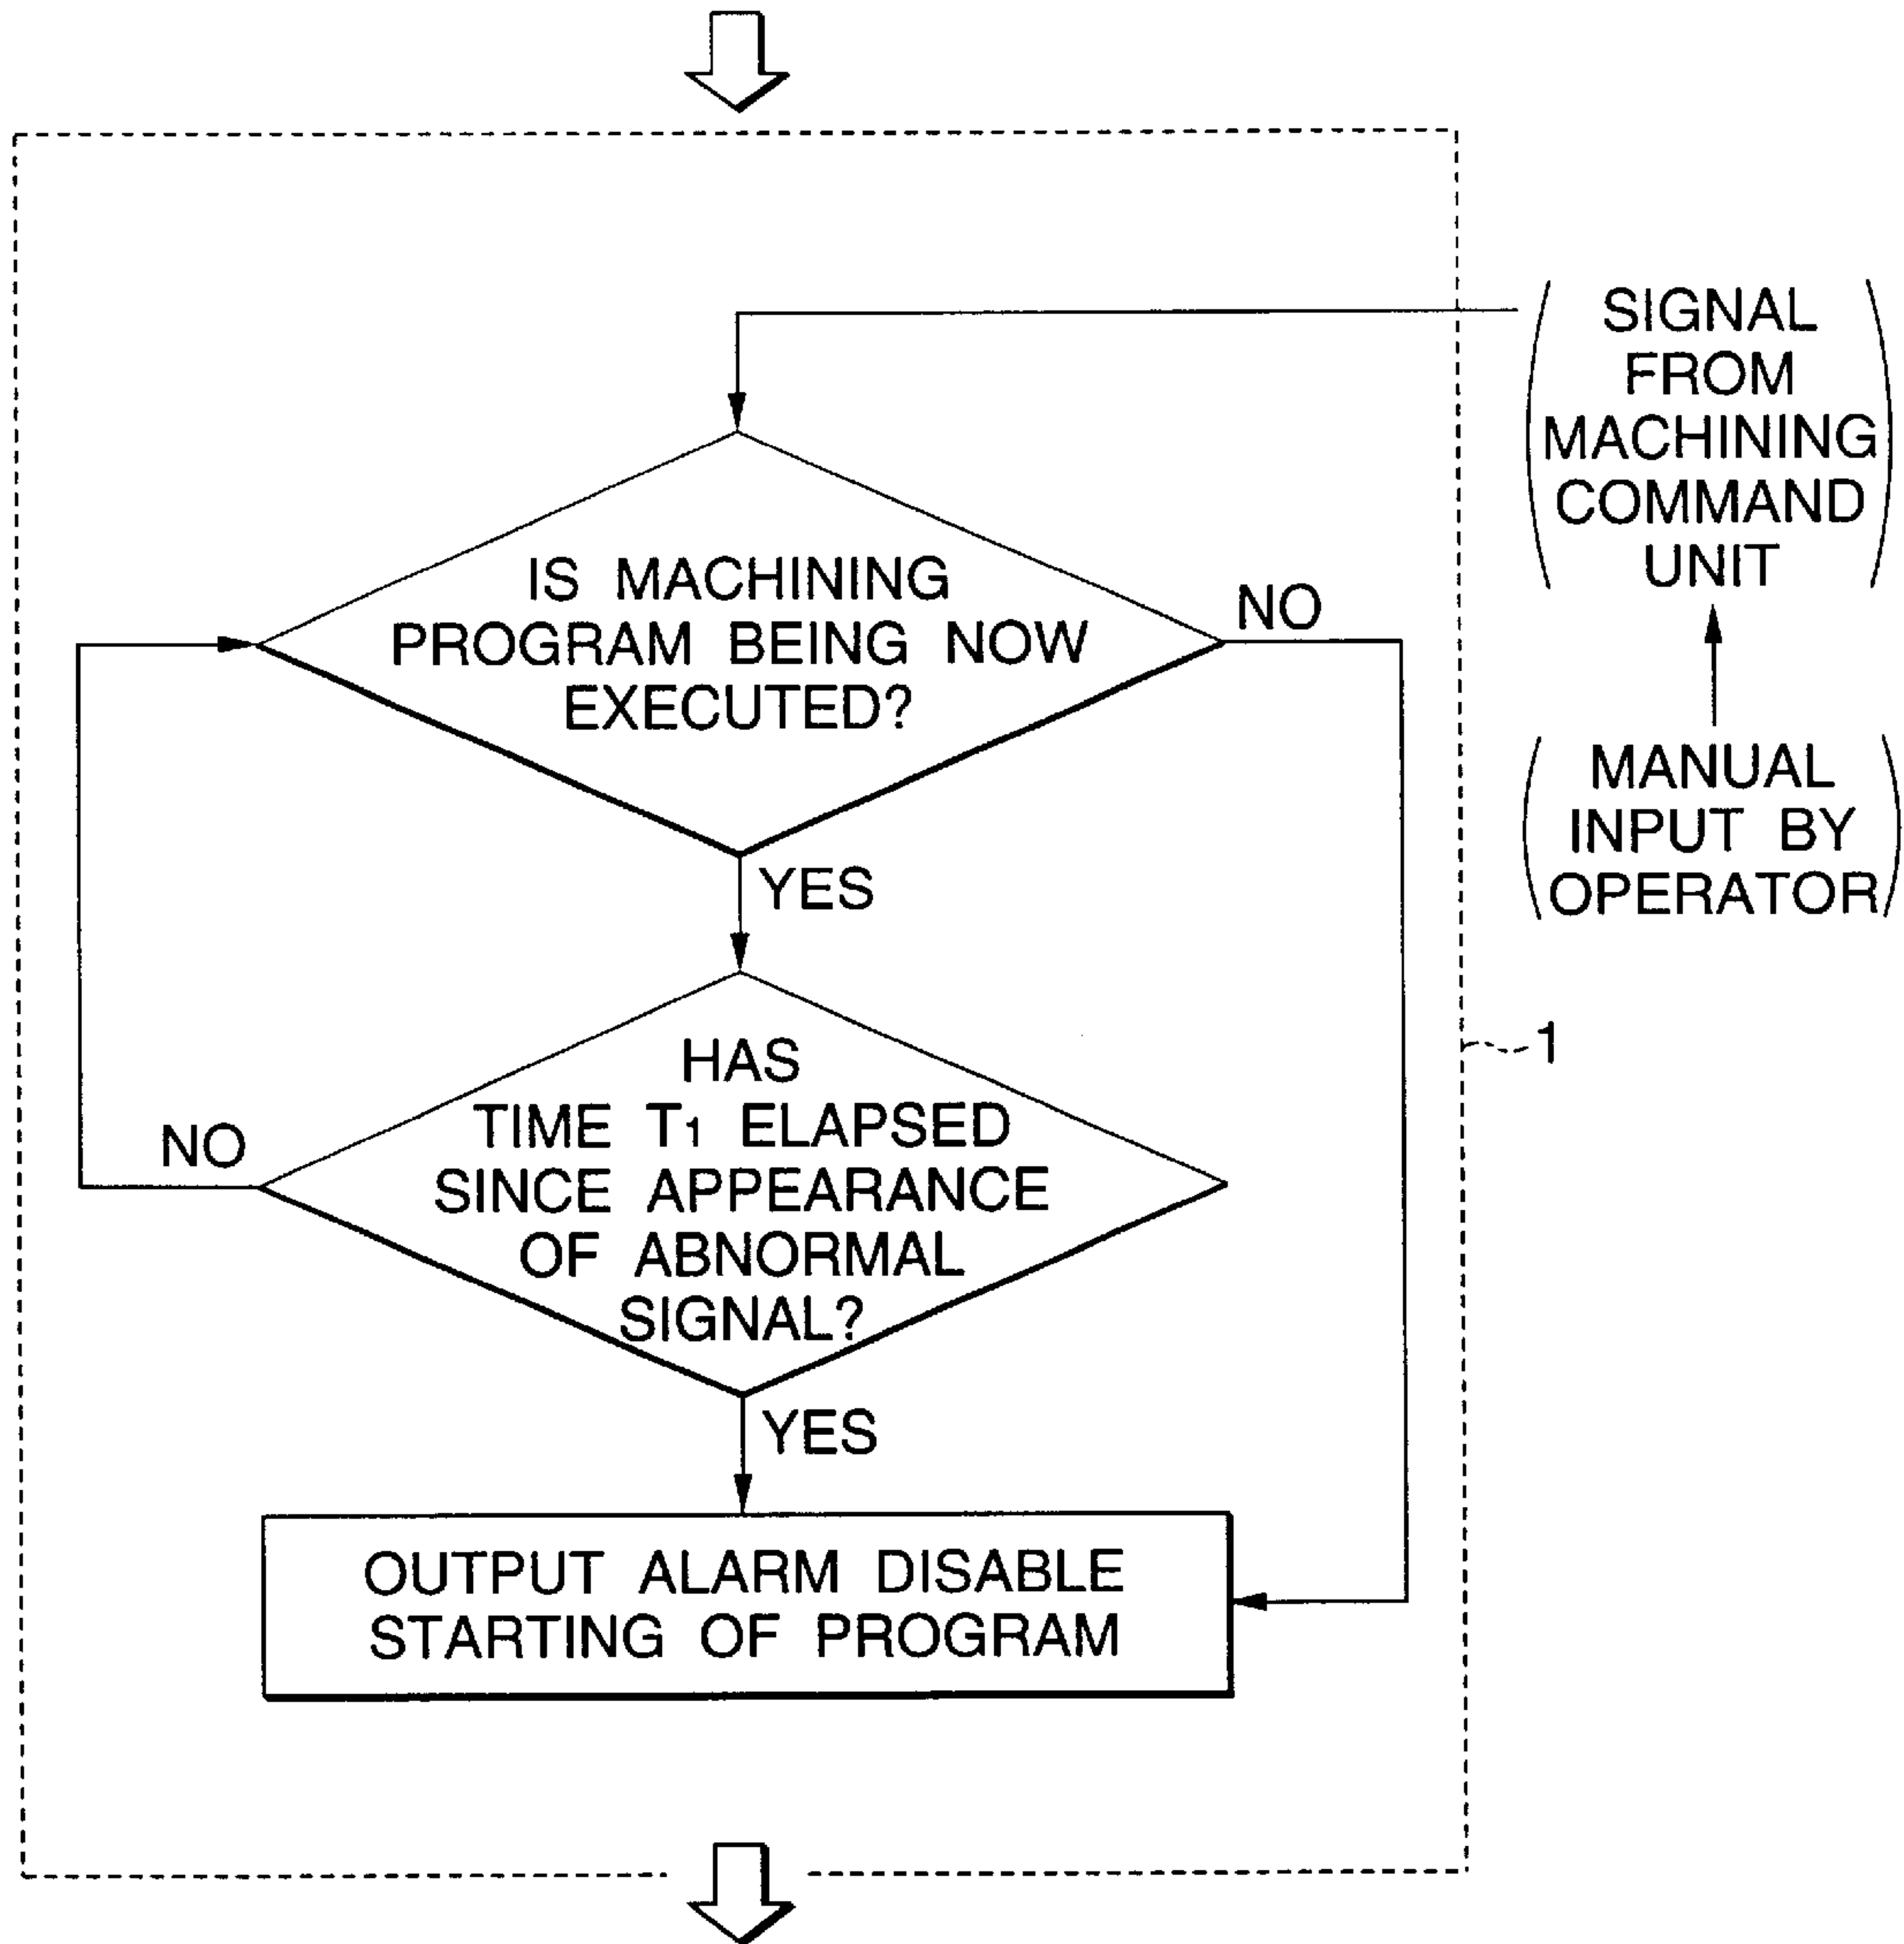 SIGNAL
FROM
MACHINING
COMMAND
UNIT
IS MACHINING
PROGRAM BEING NOW
EXECUTED?
NO
MANUAL
INPUT BY
OPERATOR
YES
HAS
TIME T1 ELAPSED
SINCE APPEARANCE
OF ABNORMAL
SIGNAL?
NO
1
YES
OUTPUT ALARM DISABLE
STARTING OF PROGRAM